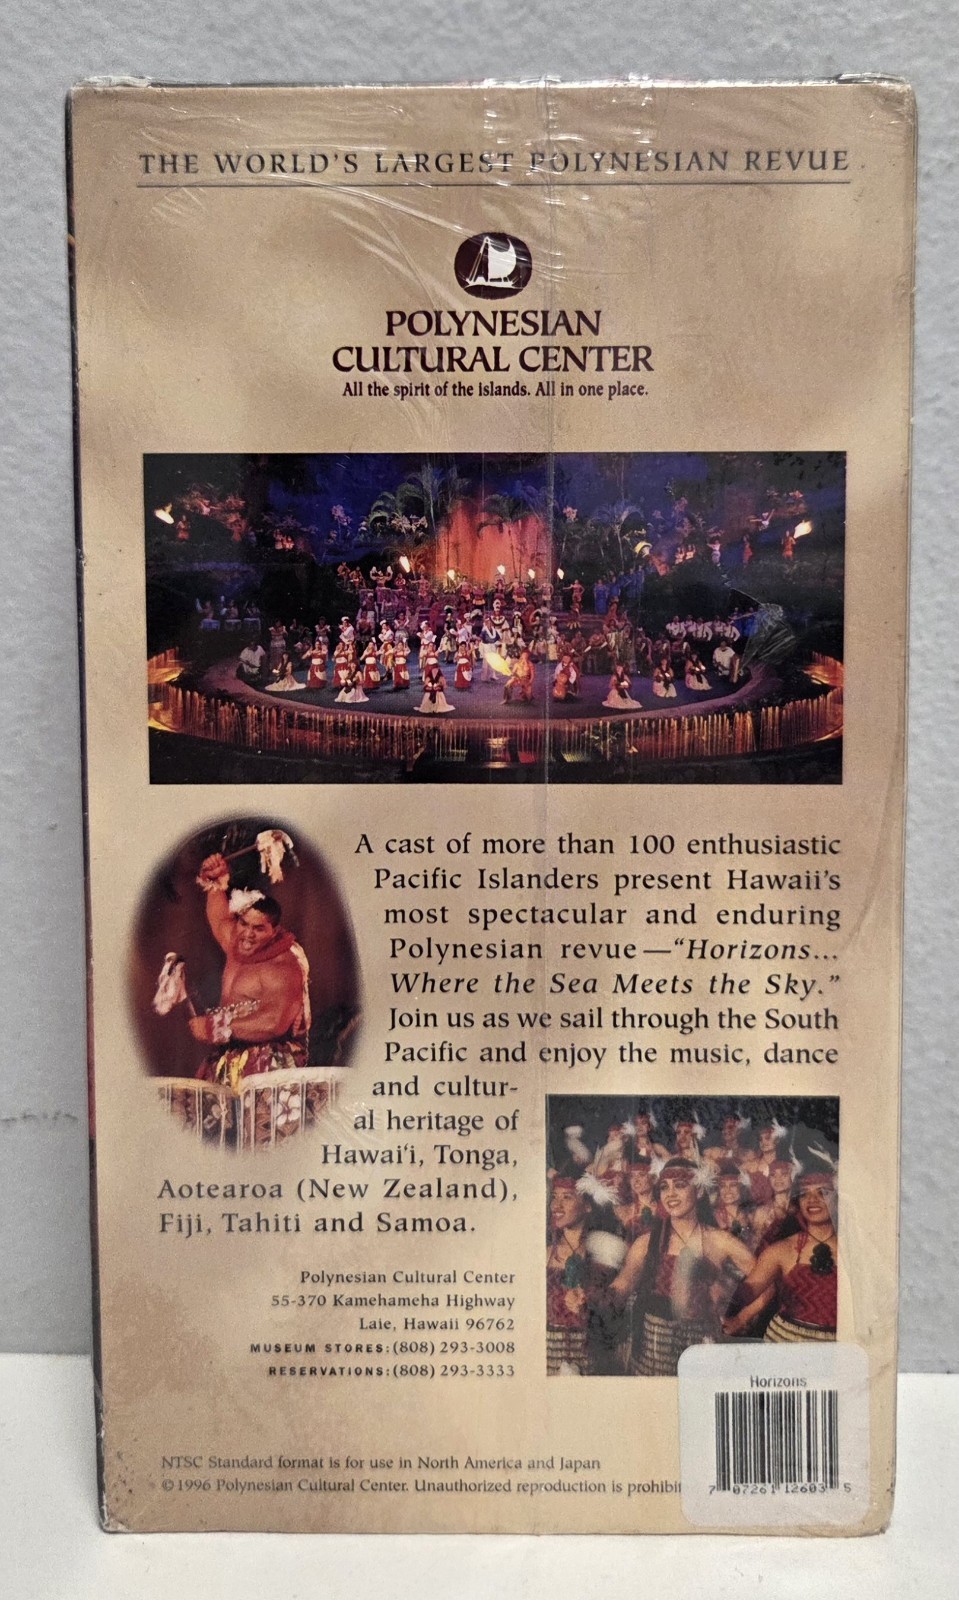 THE WORLD'S LARGEST POLYNESIAN REVUE
POLYNESIAN
CULTURAL CENTER
All the spirit of the islands. All in one place.
A cast of more than 100 enthusiastic
Pacific Islanders present Hawaii's
most spectacular and enduring
Polynesian revue—"Horizons...
Where the Sea Meets the Sky."
Join us as we sail through the South
Pacific and enjoy the music, dance
and cultur-
al heritage of
Hawai'i, Tonga,
Aotearoa (New Zealand),
Fiji, Tahiti and Samoa.
Polynesian Cultural Center
55-370 Kamehameha Highway
Laie, Hawaii 96762
MUSEUM STORES: (808) 293-3008
RESERVATIONS: (808) 293-3333
NTSC Standard format is for use in North America and Japan
©1996 Polynesian Cultural Center. Unauthorized reproduction is prohibi
Horizons
7 07261 12603 5